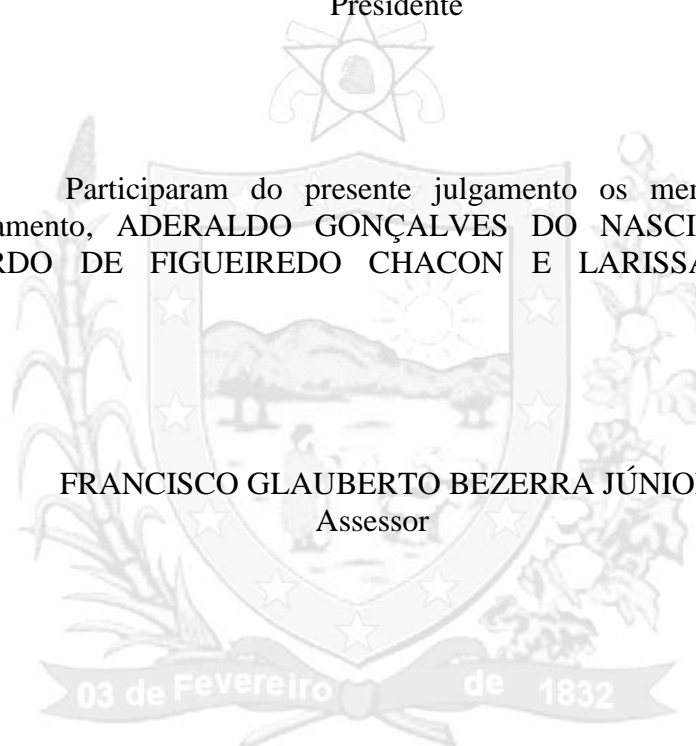 Presidente
Participaram do presente julgamento os
ADERALDO GONÇALVES DO
DE FIGUEIREDO CHACON E LARISSA
FRANCISCO GLAUBERTO BEZERRA
Assessor
03 de Fevereiro de 1832